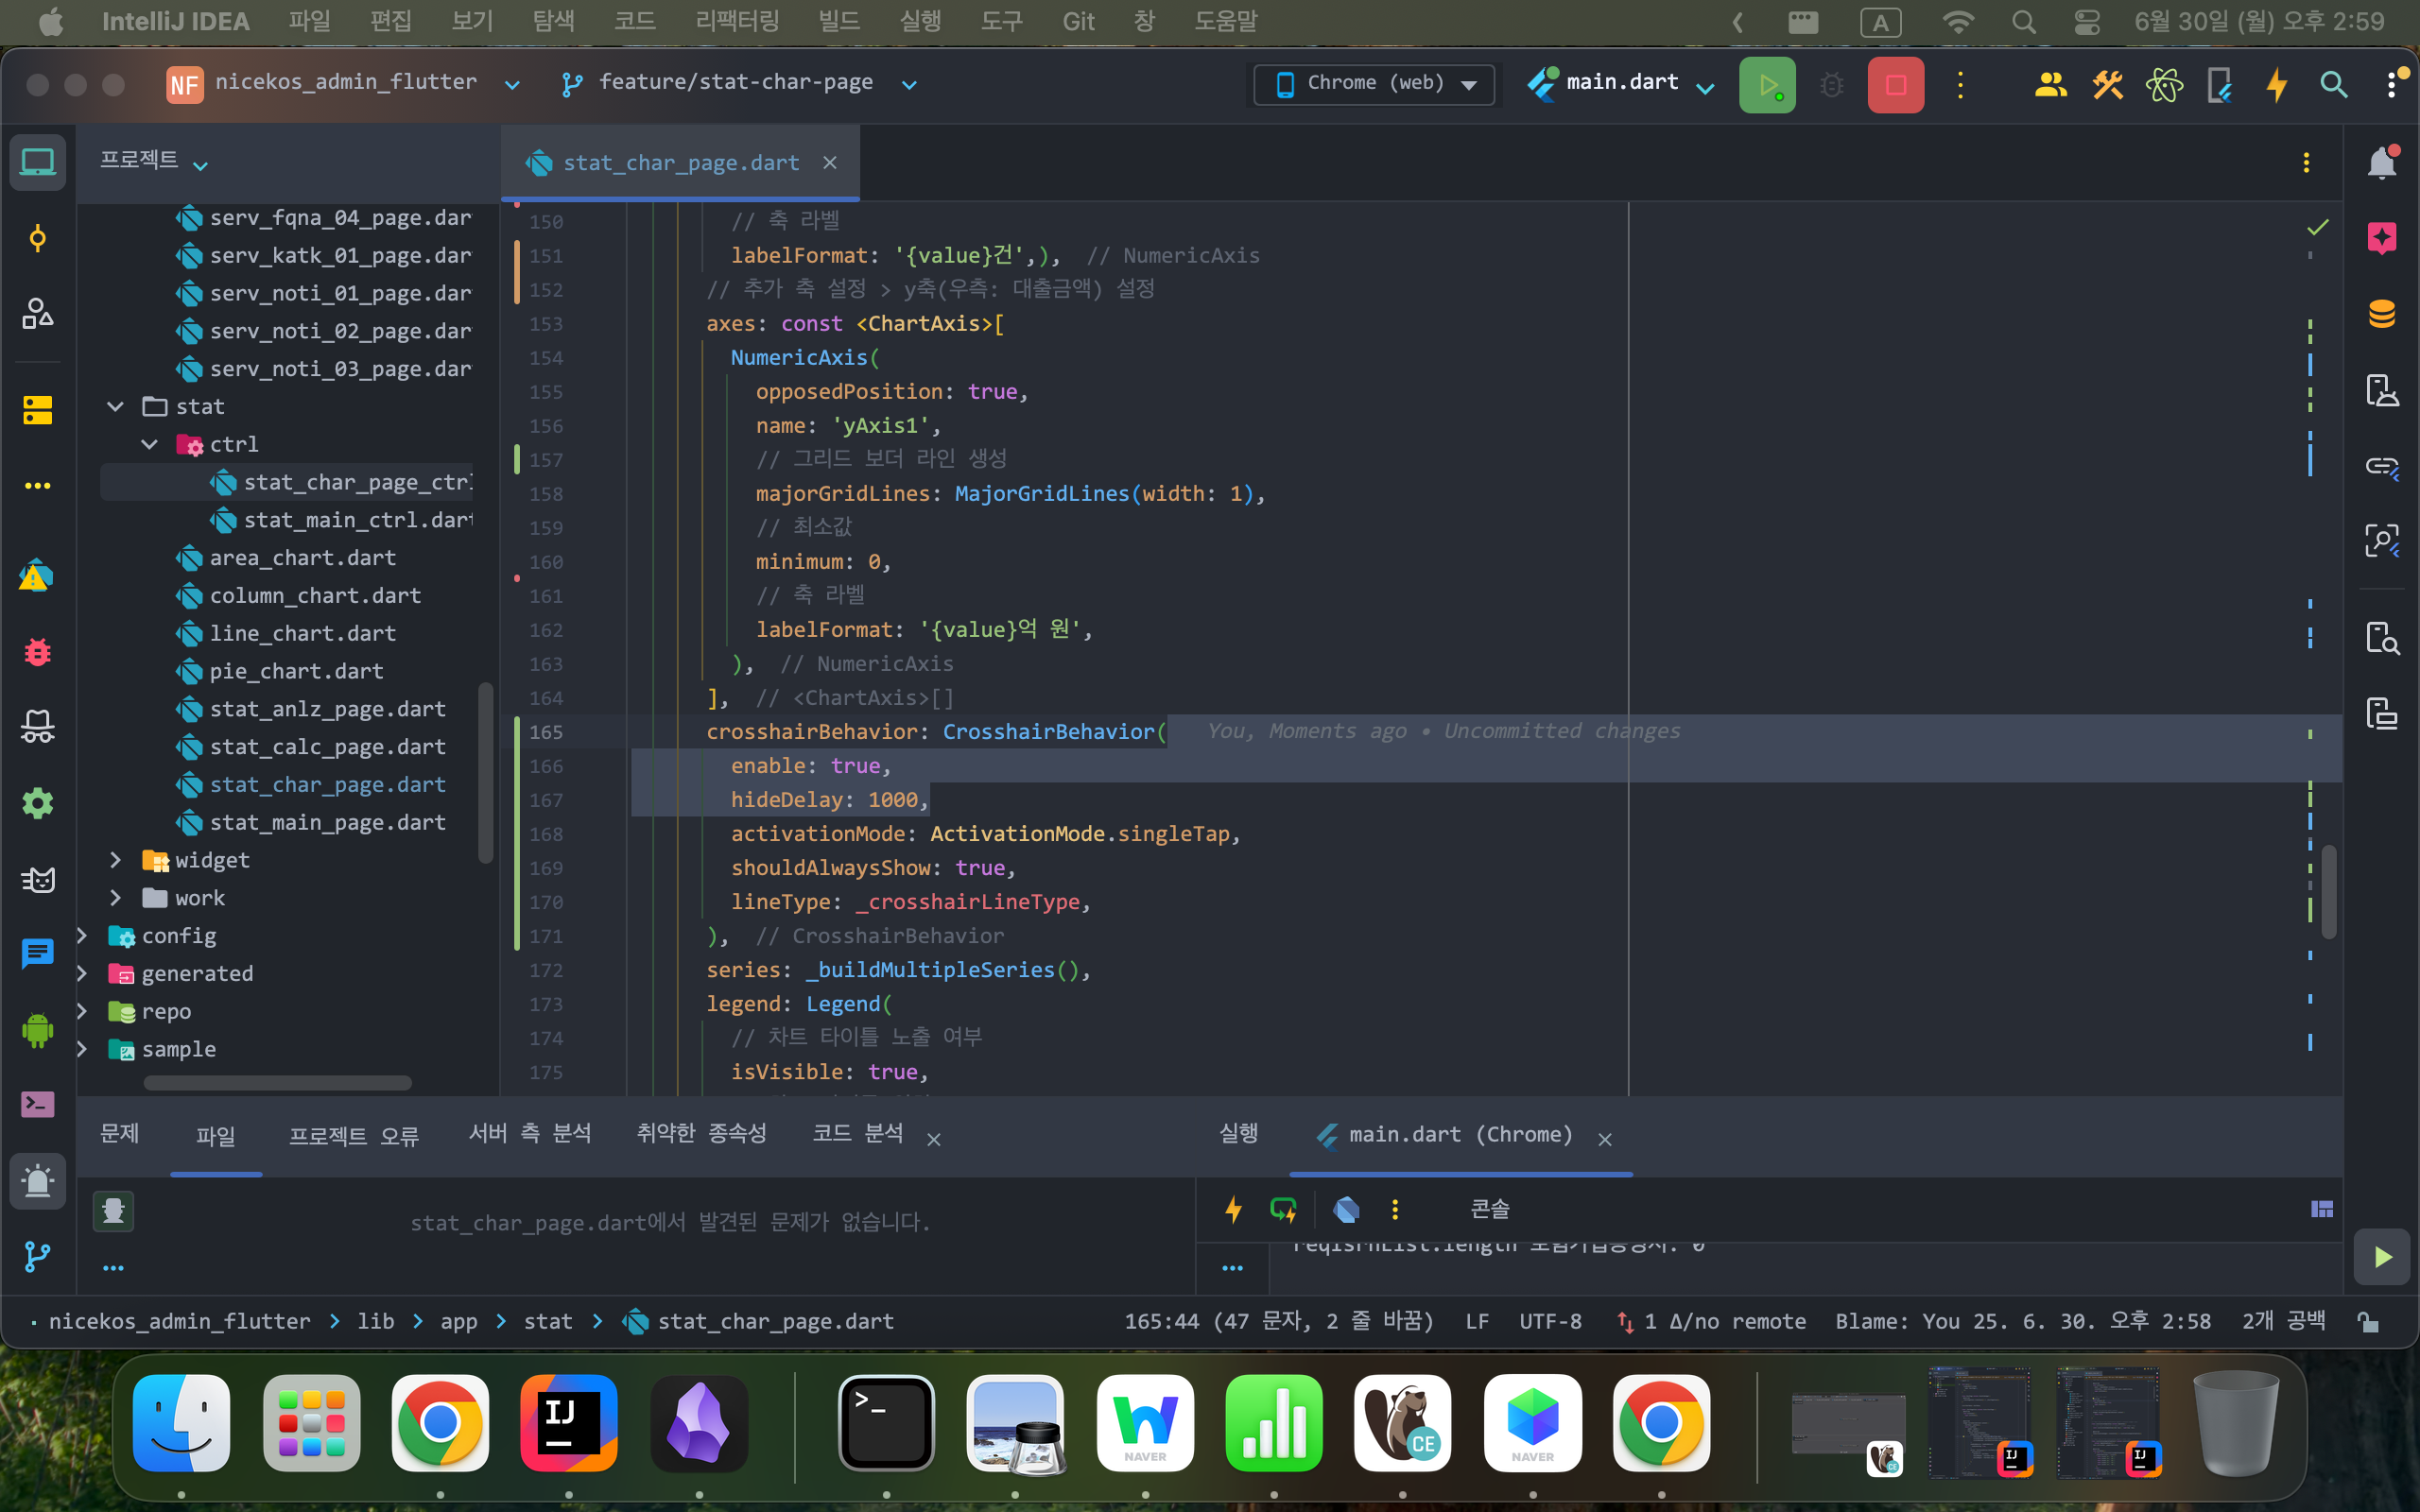 IntelliJ IDEA 파일 편집 보기 탐색 코드 리팩터링 빌드 실행 도구 Git 창 도움말 A 6월 30일 (월) 오후 2:59
NF nicekos_admin_flutter feature/stat-char-page Chrome (web) main.dart
프로젝트
serv_fqna_04_page.dar
serv_katk_01_page.dar
serv_noti_01_page.dar
serv_noti_02_page.dar
serv_noti_03_page.dar
stat
ctrl
stat_char_page_ctrl
stat_main_ctrl.dart
area_chart.dart
column_chart.dart
line_chart.dart
pie_chart.dart
stat_anlz_page.dart
stat_calc_page.dart
stat_char_page.dart
stat_main_page.dart
widget
work
config
generated
repo
sample
stat_char_page.dart
150 // 축 라벨
151 labelFormat: '{value}건',), // NumericAxis
152 // 추가 축 설정 > y축(우측: 대출금액) 설정
153 axes: const <ChartAxis>[
154 NumericAxis(
155 opposedPosition: true,
156 name: 'yAxis1',
157 // 그리드 보더 라인 생성
158 majorGridLines: MajorGridLines(width: 1),
159 // 최소값
160 minimum: 0,
161 // 축 라벨
162 labelFormat: '{value}억 원',
163 ), // NumericAxis
164 ], // <ChartAxis>[]
165 crosshairBehavior: CrosshairBehavior( You, Moments ago • Uncommitted changes
166 enable: true,
167 hideDelay: 1000,
168 activationMode: ActivationMode.singleTap,
169 shouldAlwaysShow: true,
170 lineType: _crosshairLineType,
171 ), // CrosshairBehavior
172 series: _buildMultipleSeries(),
173 legend: Legend(
174 // 차트 타이틀 노출 여부
175 isVisible: true,
문제 파일 프로젝트 오류 서버 측 분석 취약한 종속성 코드 분석
stat_char_page.dart에서 발견된 문제가 없습니다.
실행 main.dart (Chrome)
콘솔
nicekos_admin_flutter lib app stat stat_char_page.dart 165:44 (47 문자, 2 줄 바꿈) LF UTF-8 1 Δ/no remote Blame: You 25. 6. 30. 오후 2:58 2개 공백
IJ
>_
NAVER
CE
NAVER
IJ
IJ